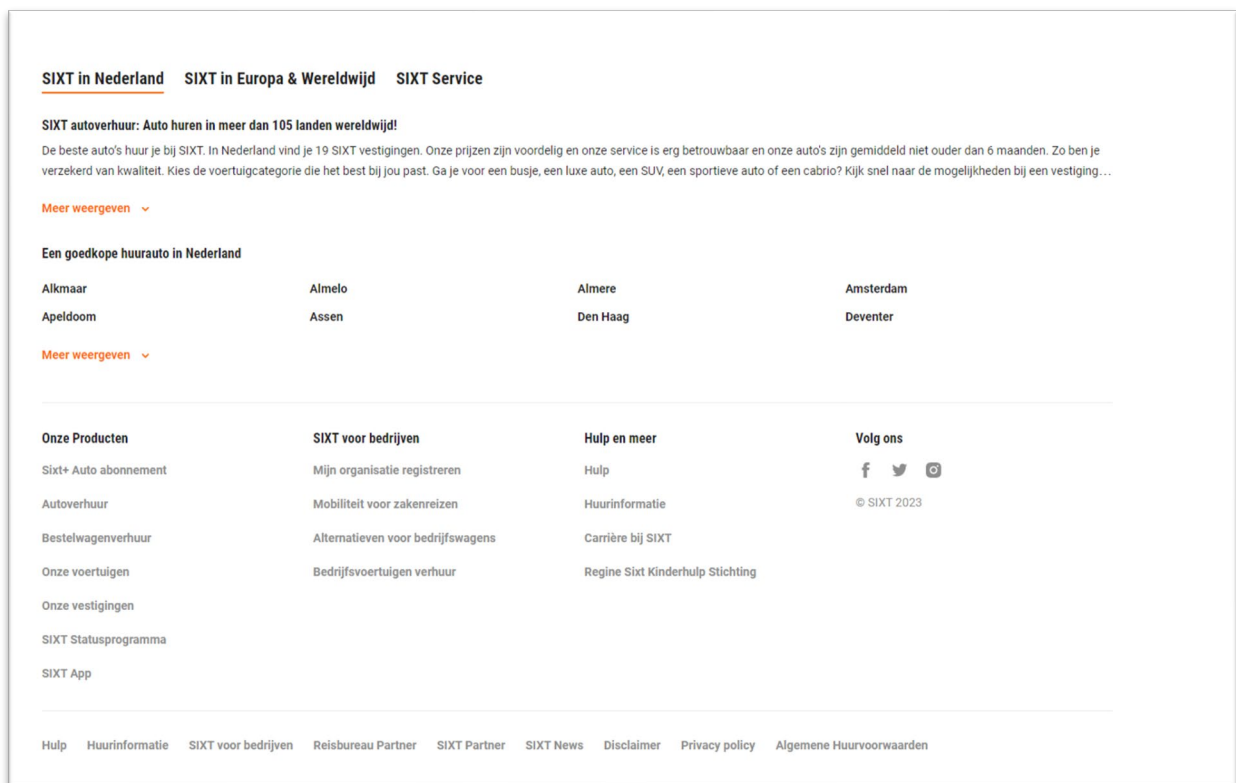 SIXT in Nederland SIXT in Europa & Wereldwijd SIXT Service
SIXT autoverhuur: Auto huren in meer dan 105 landen wereldwijd!
De beste auto's huur je bij SIXT. In Nederland vind je 19 SIXT vestigingen. Onze prijzen zijn voordelig en onze service is erg betrouwbaar en onze auto's zijn gemiddeld niet ouder dan 6 maanden. Zo ben je
verzekerd van kwaliteit. Kies de voertuigcategorie die het best bij jou past. Ga je voor een busje, een luxe auto, een SUV, een sportieve auto of een cabrio? Kijk snel naar de mogelijkheden bij een vestiging...
Meer weergeven
Een goedkope huurauto in Nederland
Alkmaar Almelo Almere Amsterdam
Apeldoorn Assen Den Haag Deventer
Meer weergeven
Onze Producten
Sixt+ Auto abonnement
Autoverhuur
Bestelwagenverhuur
Onze voertuigen
Onze vestigingen
SIXT Statusprogramma
SIXT App
SIXT voor bedrijven
Mijn organisatie registreren
Mobiliteit voor zakenreizen
Alternatieven voor bedrijfswagens
Bedrijfsvoertuigen verhuur
Hulp en meer
Hulp
Huurinformatie
Carrière bij SIXT
Regine Sixt Kinderhulp Stichting
Volg ons
© SIXT 2023
Hulp Huurinformatie SIXT voor bedrijven Reisbureau Partner SIXT Partner SIXT News Disclaimer Privacy policy Algemene Huurvoorwaarden